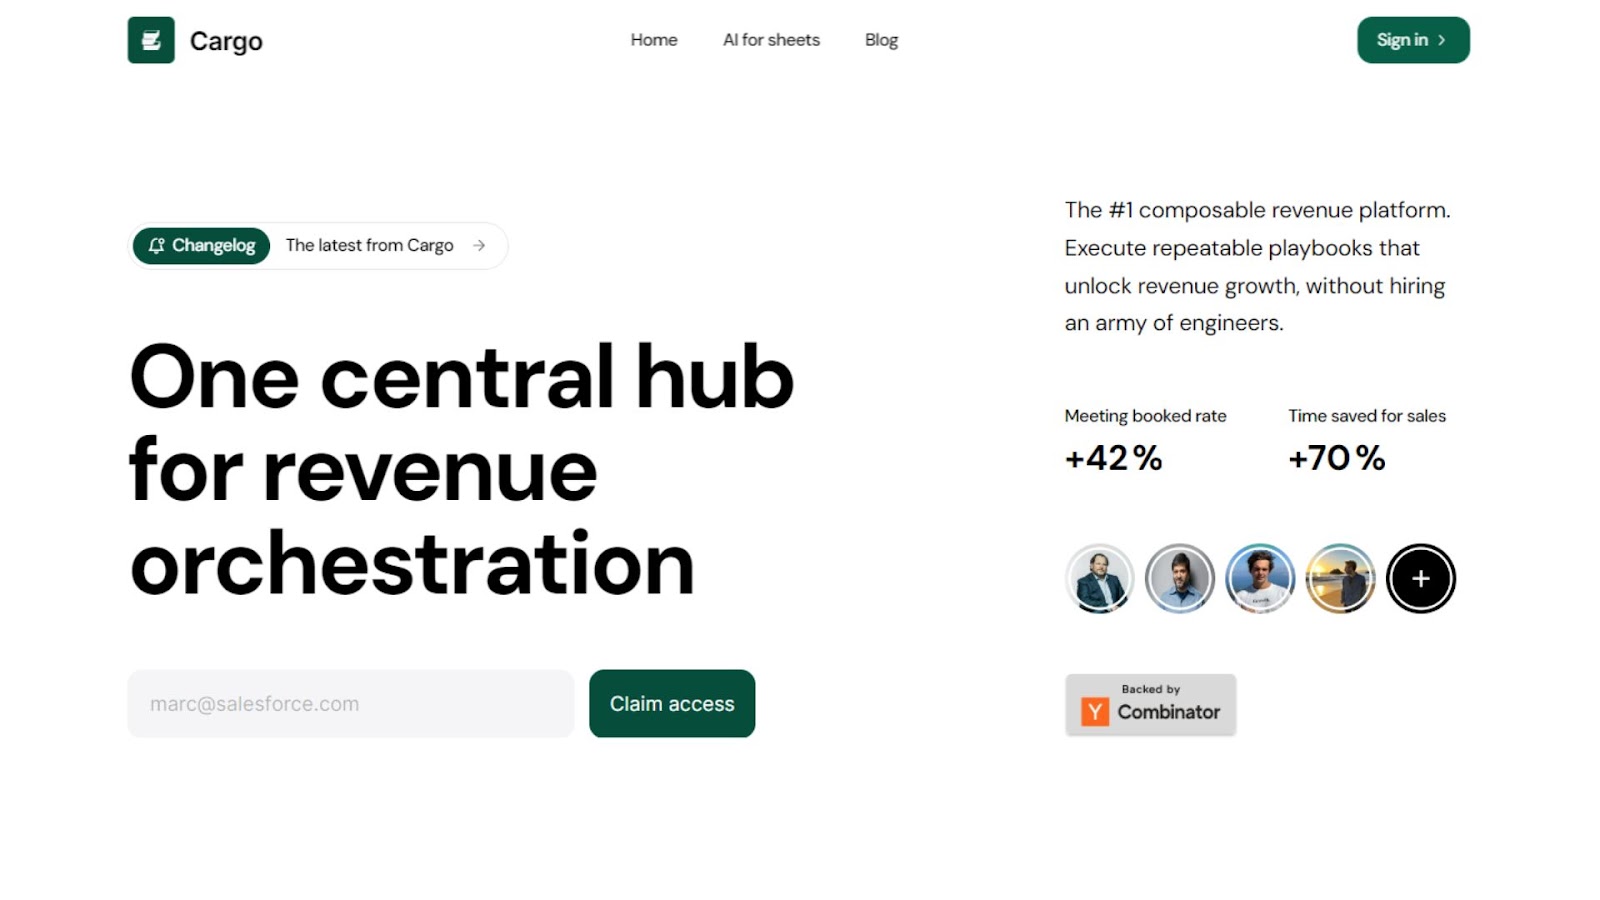 Cargo
Home
AI for sheets
Blog
Sign in
Changelog
The latest from Cargo
One central hub
for revenue
orchestration
marc@salesforce.com
Claim access
The #1 composable revenue platform.
Execute repeatable playbooks that
unlock revenue growth, without hiring
an army of engineers.
Meeting booked rate
+42%
Time saved for sales
+70%
Backed by
Y Combinator